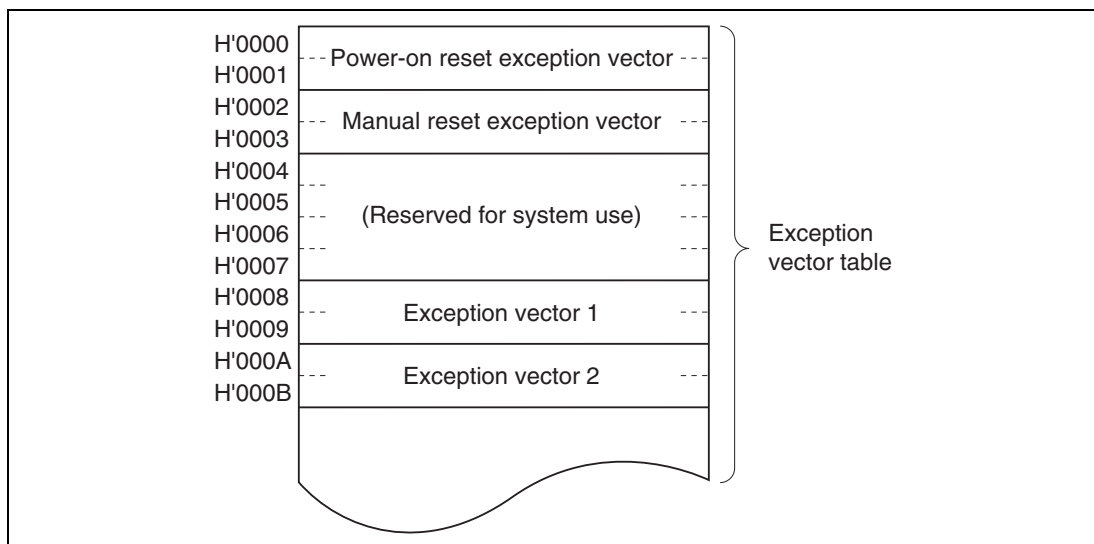 H'0000
H'0001
Power-on reset exception vector
H'0002
H'0003
Manual reset exception vector
H'0004
H'0005
H'0006
H'0007
(Reserved for system use)
H'0008
H'0009
Exception vector 1
H'000A
H'000B
Exception vector 2
Exception
vector table